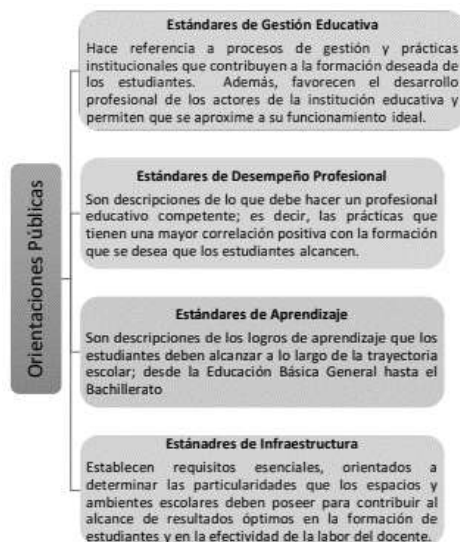 Orientaciones Públicas
Estándares de Gestión Educativa
Hace referencia a procesos de gestión y prácticas
institucionales que contribuyen a la formación deseada de
los estudiantes. Además, favorecen el desarrollo
profesional de los actores de la institución educativa y
permiten que se aproxime a su funcionamiento ideal.
Estándares de Desempeño Profesional
Son descripciones de lo que debe hacer un profesional
educativo competente; es decir, las prácticas que
tienen una mayor correlación positiva con la formación
que se desea que los estudiantes alcancen.
Estándares de Aprendizaje
Son descripciones de los logros de aprendizaje que los
estudiantes deben alcanzar a lo largo de la trayectoria
escolar; desde la Educación Básica General hasta el
Bachillerato
Estánadres de Infraestructura
Establecen requisitos esenciales, orientados a
determinar las particularidades que los espacios y
ambientes escolares deben poseer para contribuir al
alcance de resultados óptimos en la formación de
estudiantes y en la efectividad de la labor del docente.